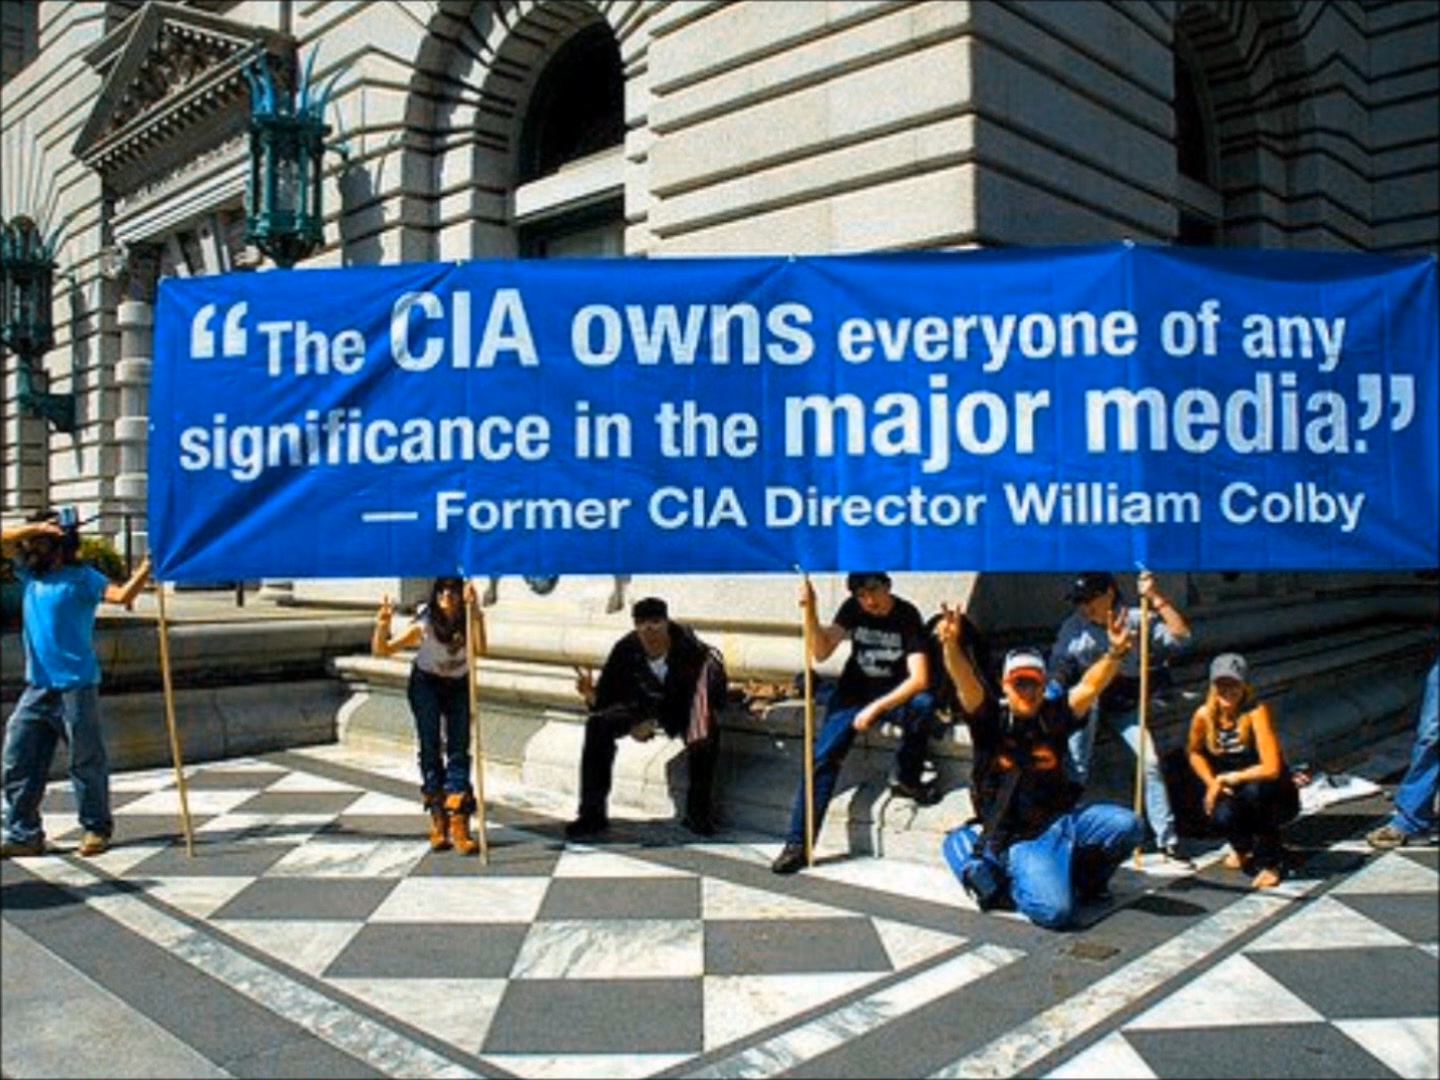 “The CIA owns everyone of any
significance in the major media.”
— Former CIA Director William Colby